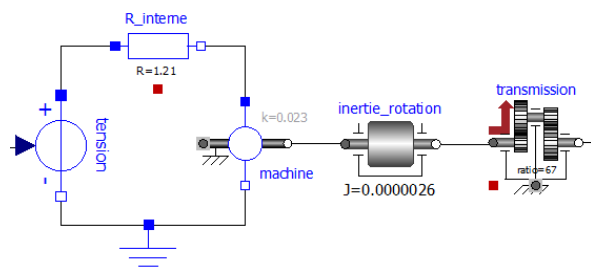 R_interne
R=1.21
+
tension
-
k=0.023
machine
inertie_rotation
J=0.0000026
transmission
ratio=67